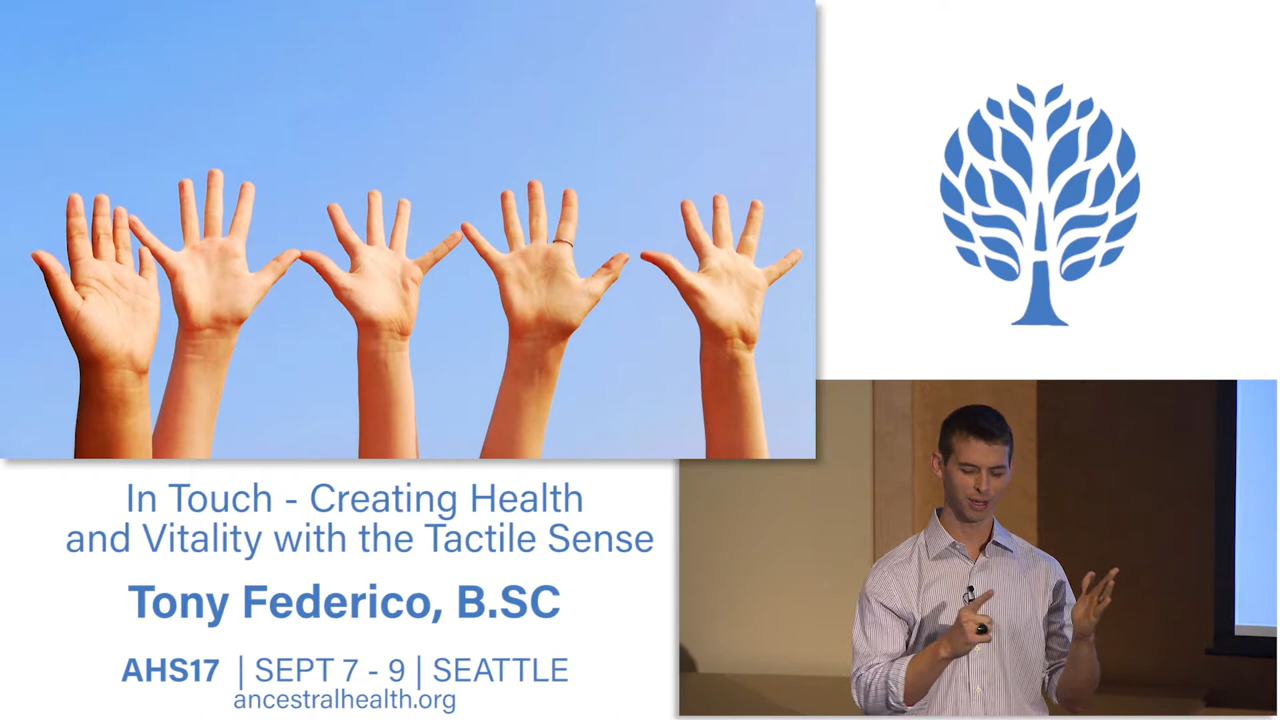 In Touch - Creating Health
and Vitality with the Tactile Sense
Tony Federico, B.SC
AHS17 | SEPT 7 - 9 | SEATTLE
ancestralhealth.org